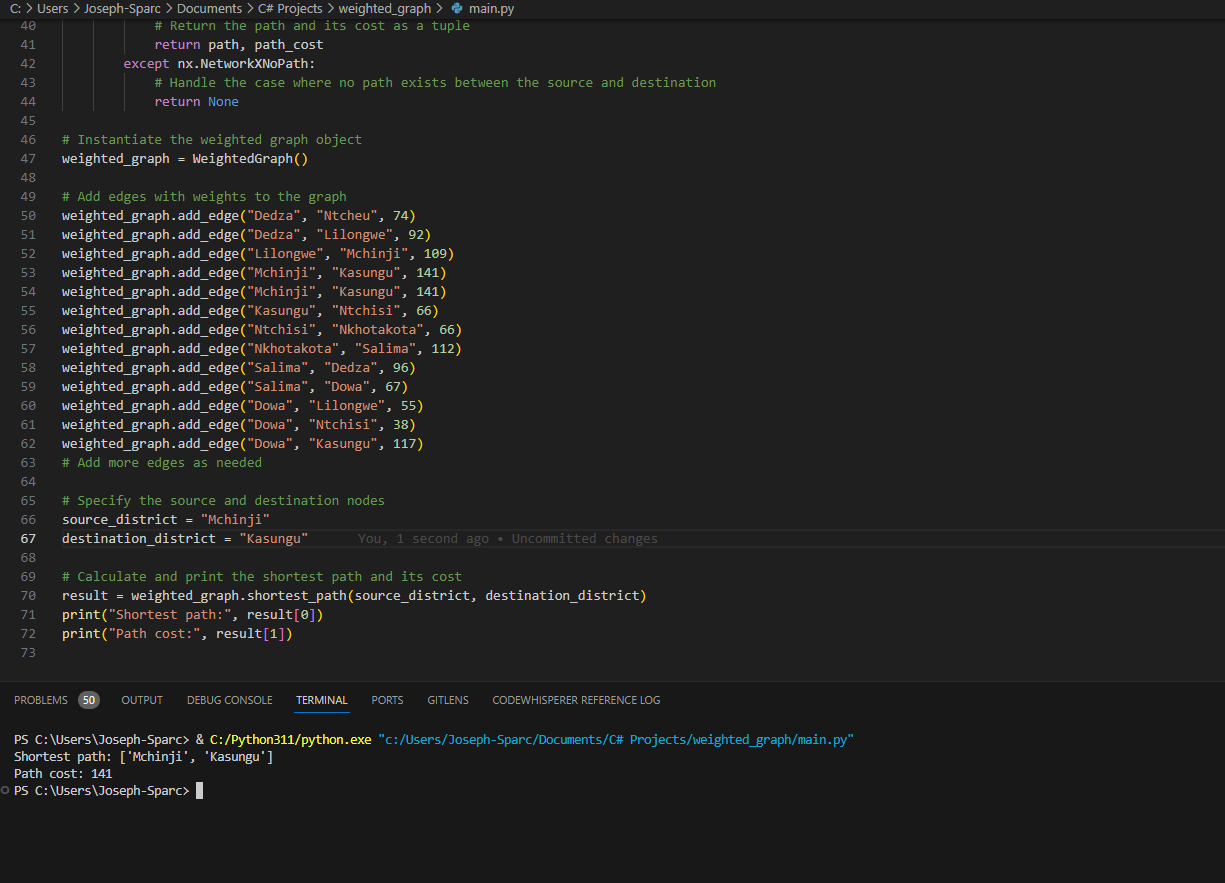 C: > Users > Joseph-Sparc > Documents > C# Projects > weighted_graph > main.py
40 # Return the path and its cost as a tuple
41 return path, path_cost
42 except nx.NetworkXNoPath:
43 # Handle the case where no path exists between the source and destination
44 return None
45
46 # Instantiate the weighted graph object
47 weighted_graph = WeightedGraph()
48
49 # Add edges with weights to the graph
50 weighted_graph.add_edge("Dedza", "Ntcheu", 74)
51 weighted_graph.add_edge("Dedza", "Lilongwe", 92)
52 weighted_graph.add_edge("Lilongwe", "Mchinji", 109)
53 weighted_graph.add_edge("Mchinji", "Kasungu", 141)
54 weighted_graph.add_edge("Mchinji", "Kasungu", 141)
55 weighted_graph.add_edge("Kasungu", "Ntchisi", 66)
56 weighted_graph.add_edge("Ntchisi", "Nkhotakota", 66)
57 weighted_graph.add_edge("Nkhotakota", "Salima", 112)
58 weighted_graph.add_edge("Salima", "Dedza", 96)
59 weighted_graph.add_edge("Salima", "Dowa", 67)
60 weighted_graph.add_edge("Dowa", "Lilongwe", 55)
61 weighted_graph.add_edge("Dowa", "Ntchisi", 38)
62 weighted_graph.add_edge("Dowa", "Kasungu", 117)
63 # Add more edges as needed
64
65 # Specify the source and destination nodes
66 source_district = "Mchinji"
67 destination_district = "Kasungu" You, 1 second ago • Uncommitted changes
68
69 # Calculate and print the shortest path and its cost
70 result = weighted_graph.shortest_path(source_district, destination_district)
71 print("Shortest path:", result[0])
72 print("Path cost:", result[1])
73
PROBLEMS 50 OUTPUT DEBUG CONSOLE TERMINAL PORTS GITLENS CODEWHISPERER REFERENCE LOG
PS C:\Users\Joseph-Sparc> & C:/Python311/python.exe "c:/Users/Joseph-Sparc/Documents/C# Projects/weighted_graph/main.py"
Shortest path: ['Mchinji', 'Kasungu']
Path cost: 141
PS C:\Users\Joseph-Sparc>